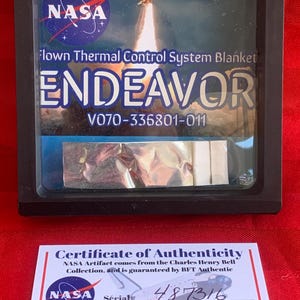 NASA
Flown Thermal Control System Blanket
ENDEAVOR
V070-336801-011
Certificate of Authenticity
NASA Artifact comes from the Charles Henry Bell
Collection, and is guaranteed by BFT Authentic
NASA
Serial: